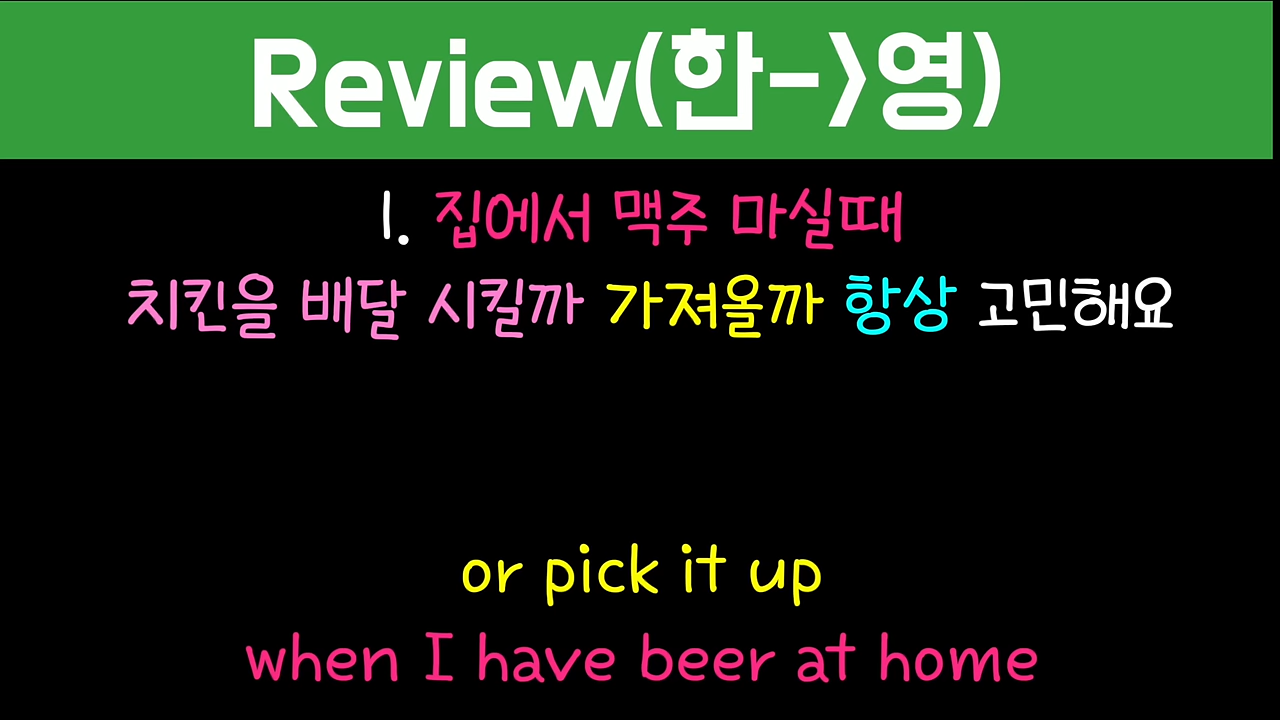 Review(한->영)
1. 집에서 맥주 마실때
치킨을 배달 시킬까 가져올까 항상 고민해요
or pick it up
when I have beer at home